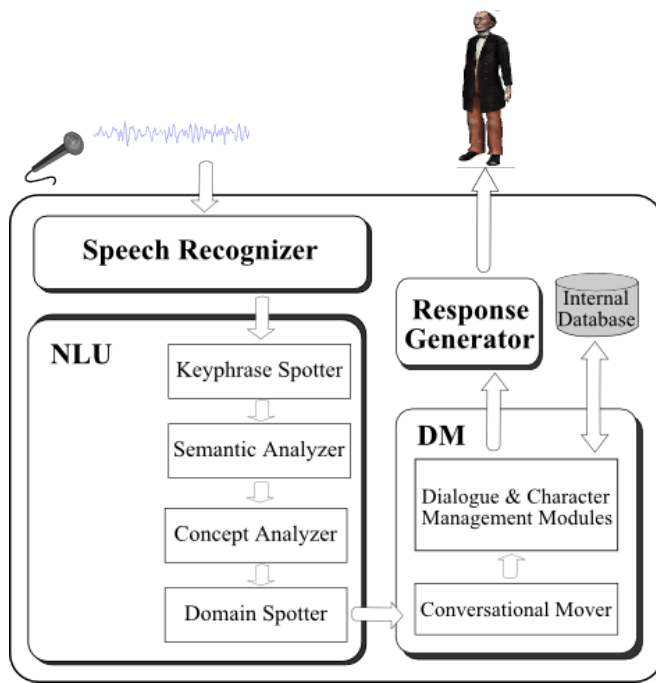 Speech Recognizer
NLU
Keyphrase Spotter
Semantic Analyzer
Concept Analyzer
Domain Spotter
Response
Generator
Internal
Database
DM
Dialogue & Character
Management Modules
Conversational Mover